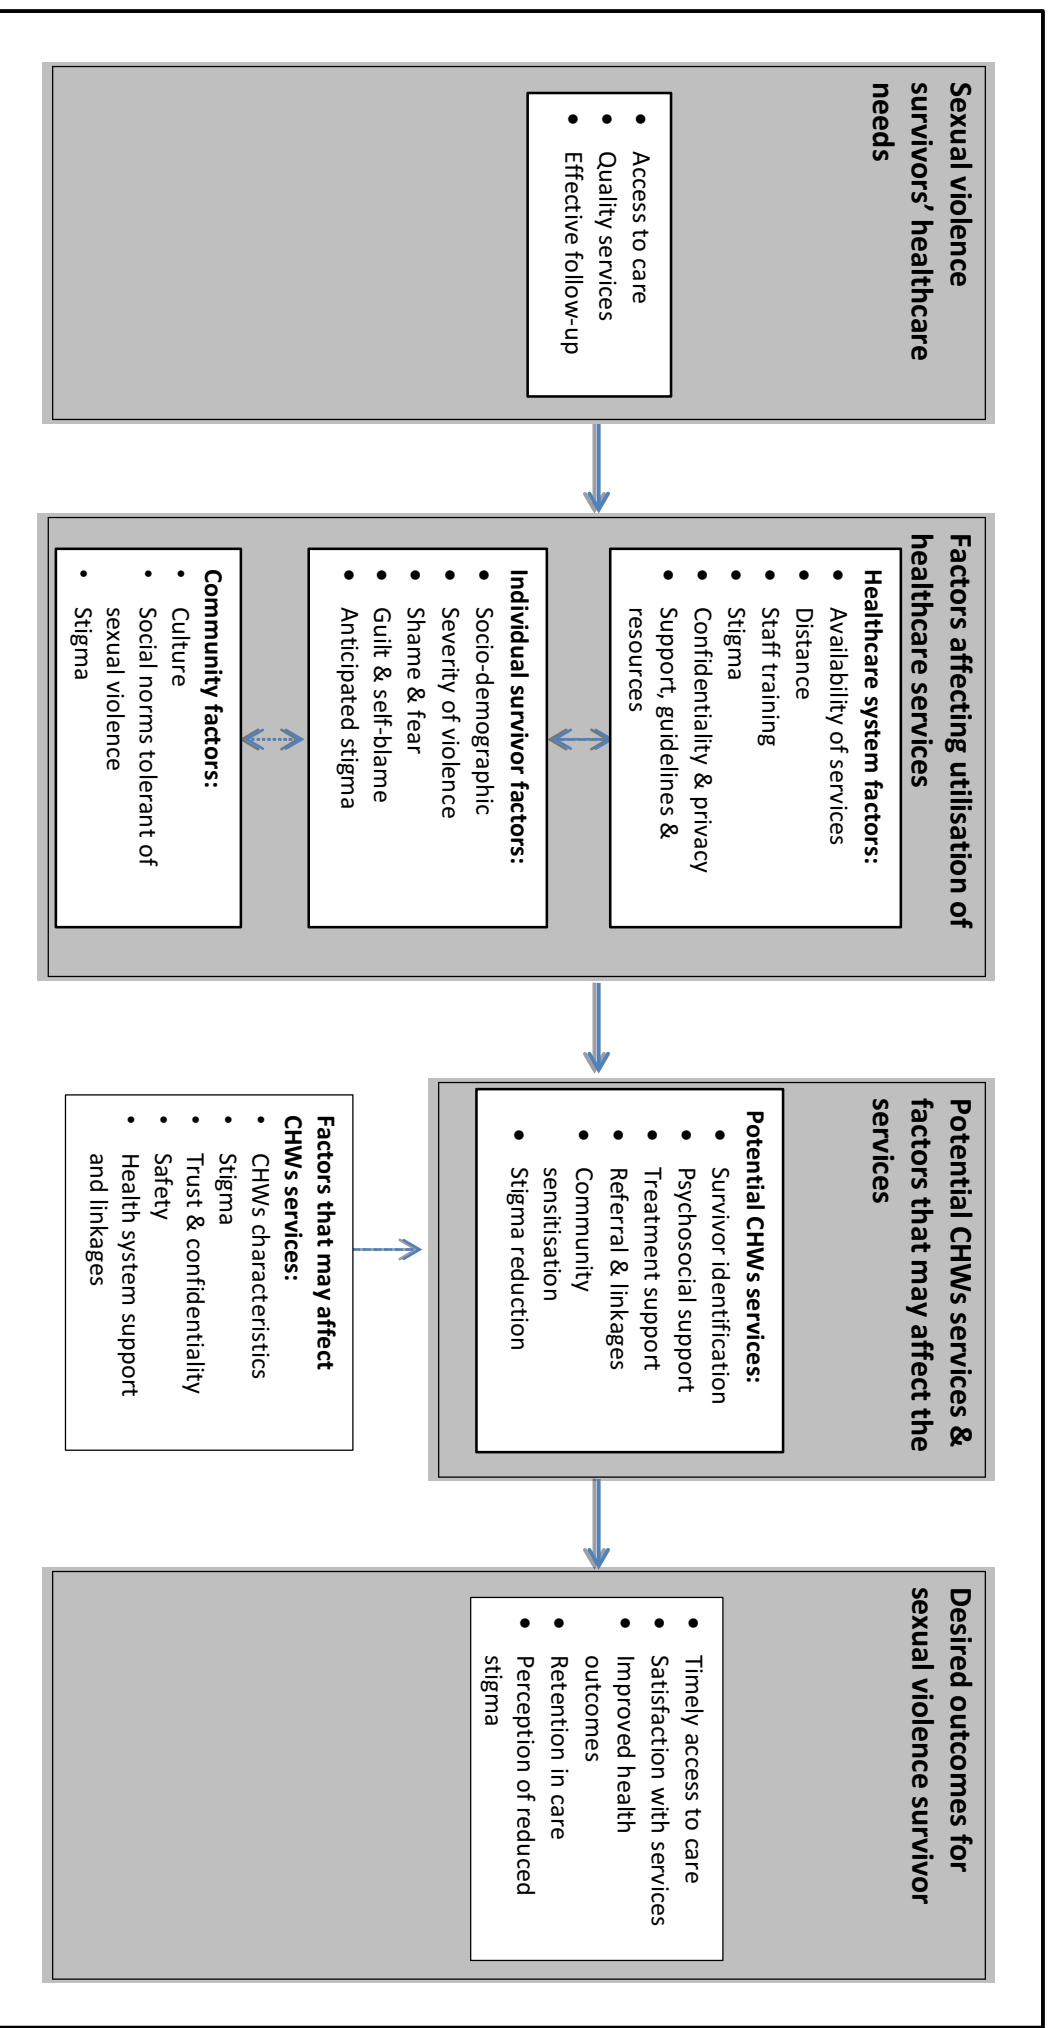 Sexual violence
survivors’ healthcare
needs
• Access to care
• Quality services
• Effective follow-up
Factors affecting utilisation of
healthcare services
Healthcare system factors:
• Availability of services
• Distance
• Staff training
• Stigma
• Confidentiality & privacy
• Support, guidelines &
resources
Individual survivor factors:
• Socio-demographic
• Severity of violence
• Shame & fear
• Guilt & self-blame
• Anticipated stigma
Community factors:
• Culture
• Social norms tolerant of
sexual violence
• Stigma
Potential CHWs services &
factors that may affect the
services
Potential CHWs services:
• Survivor identification
• Psychosocial support
• Treatment support
• Referral & linkages
• Community
sensitisation
• Stigma reduction
Factors that may affect
CHWs services:
• CHWs characteristics
• Stigma
• Trust & confidentiality
• Safety
• Health system support
and linkages
Desired outcomes for
sexual violence survivor
• Timely access to care
• Satisfaction with services
• Improved health
outcomes
• Retention in care
• Perception of reduced
stigma